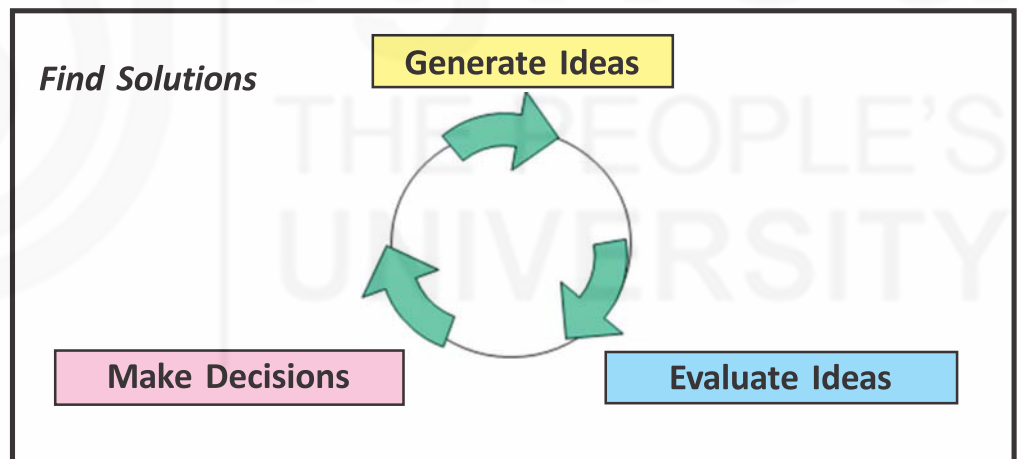 Generate Ideas
Find Solutions
THE PEOPLE'S
UNIVERSITY
Make Decisions
Evaluate Ideas